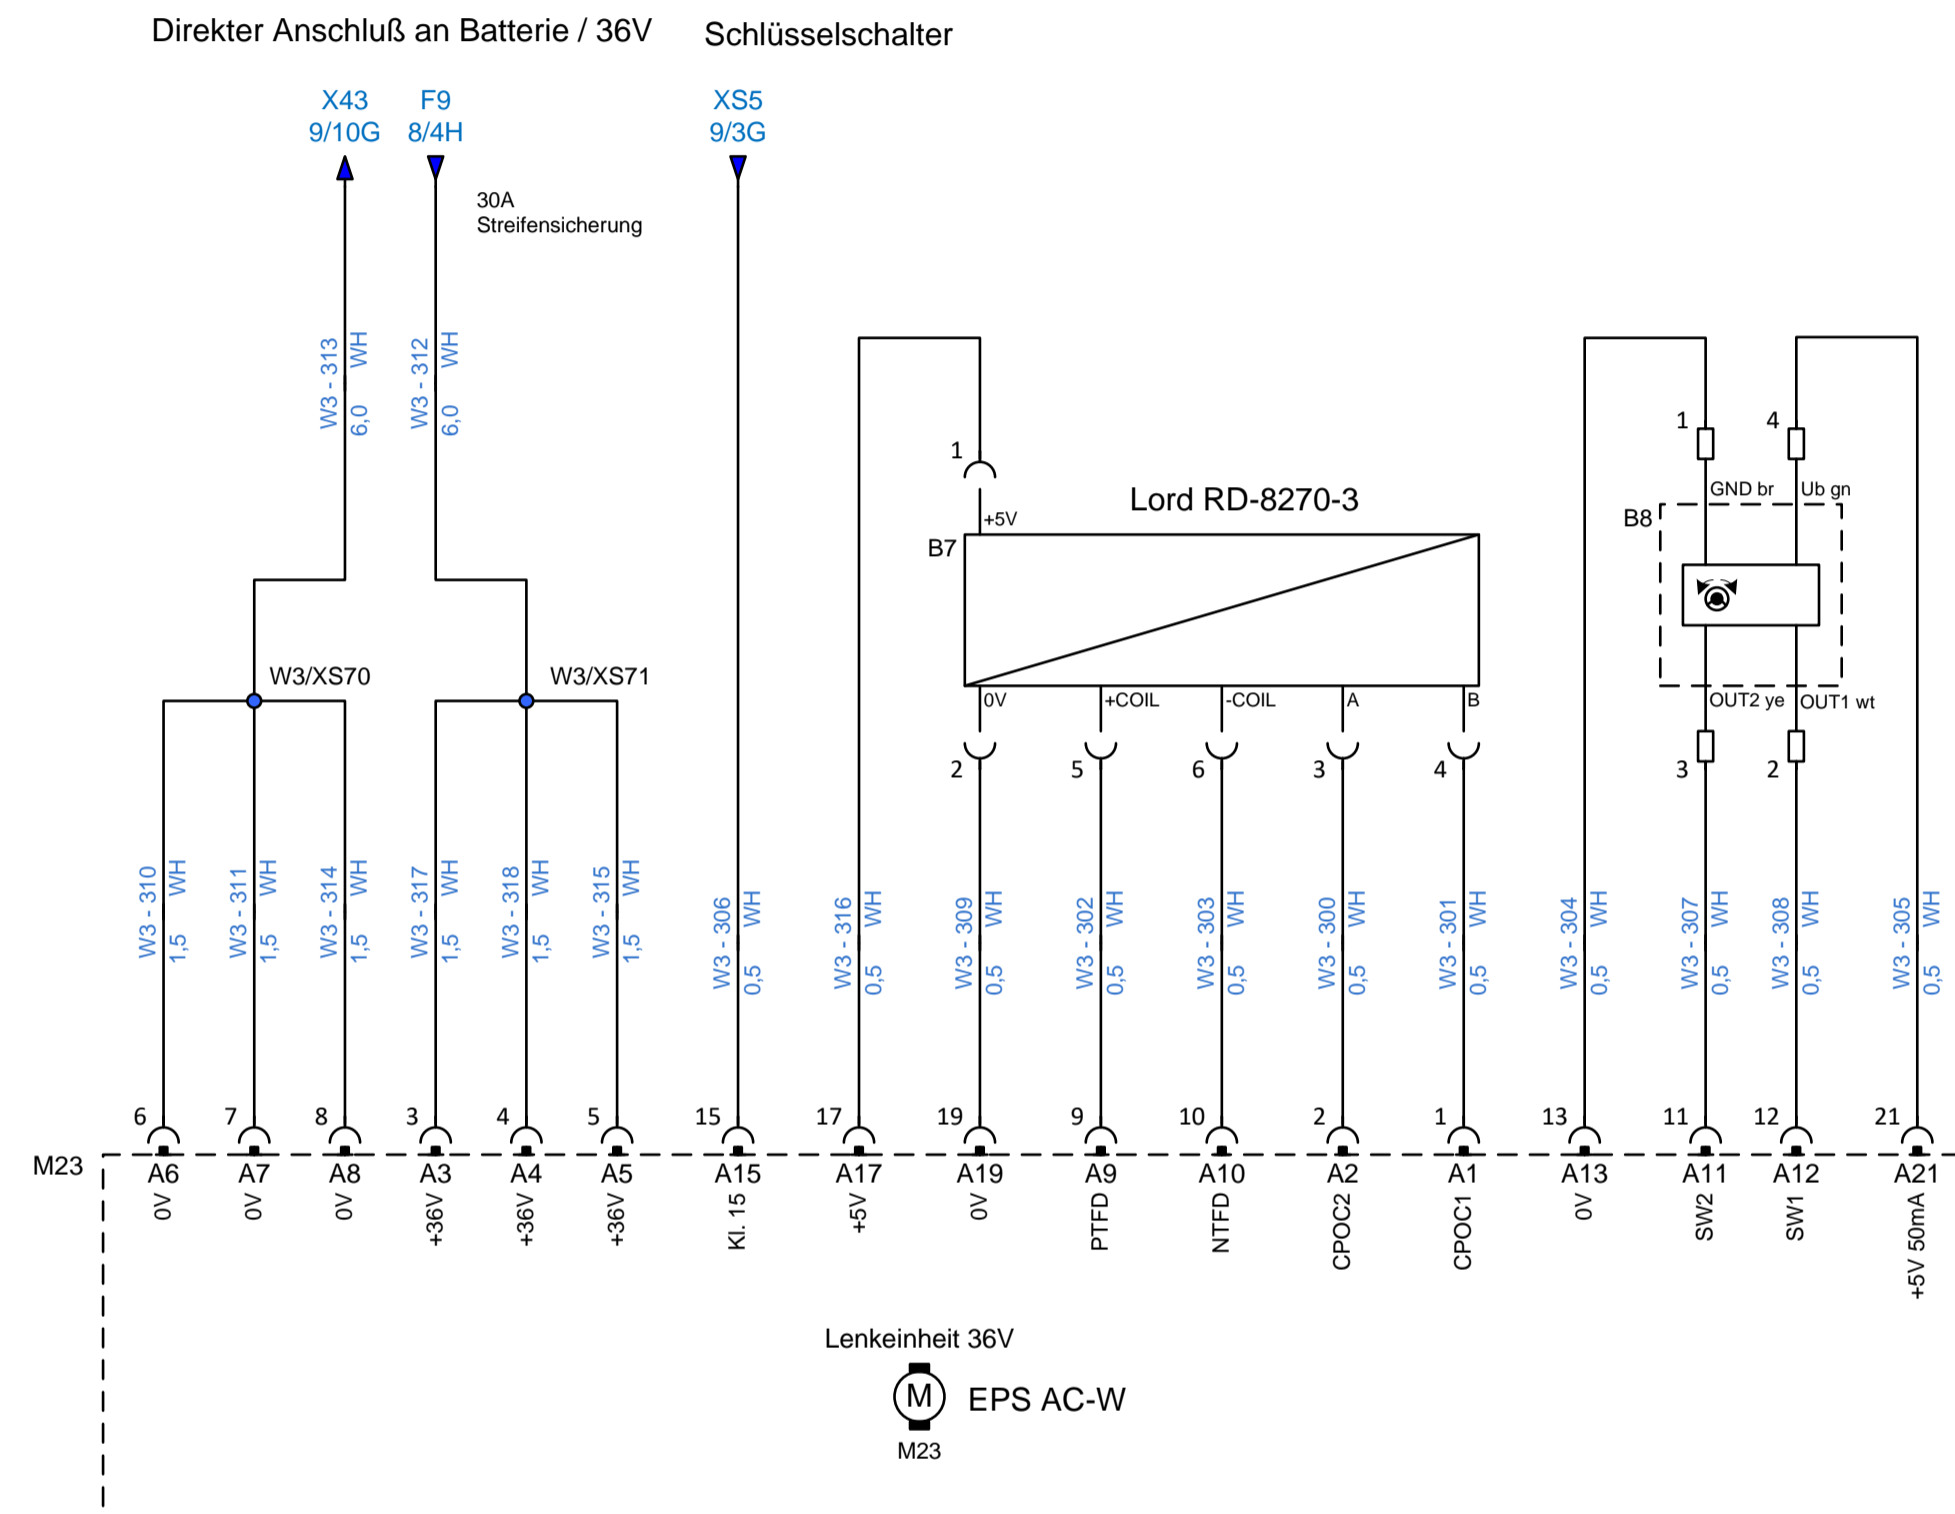 Direkter Anschluß an Batterie / 36V
Schlüsselschalter
X43
9/10G
F9
8/4H
XS5
9/3G
30A
Streifensicherung
W3 - 313 WH
6,0
W3 - 312 WH
6,0
1
4
1
Lord RD-8270-3
GND br
Ub gn
+5V
B8
B7
W3/XS70
W3/XS71
0V
+COIL
-COIL
A
B
OUT2 ye
OUT1 wt
2
5
6
3
4
3
2
W3 - 310 WH
1,5
W3 - 311 WH
1,5
W3 - 314 WH
1,5
W3 - 317 WH
1,5
W3 - 318 WH
1,5
W3 - 315 WH
1,5
W3 - 306 WH
0,5
W3 - 316 WH
0,5
W3 - 309 WH
0,5
W3 - 302 WH
0,5
W3 - 303 WH
0,5
W3 - 300 WH
0,5
W3 - 301 WH
0,5
W3 - 304 WH
0,5
W3 - 307 WH
0,5
W3 - 308 WH
0,5
W3 - 305 WH
0,5
6 7 8 3 4 5 15 17 19 9 10 2 1 13 11 12 21
M23
A6 A7 A8 A3 A4 A5 A15 A17 A19 A9 A10 A2 A1 A13 A11 A12 A21
0V
0V
0V
+36V
+36V
+36V
Kl. 15
+5V
0V
PTFD
NTFD
CPOC2
CPOC1
0V
SW2
SW1
+5V 50mA
Lenkeinheit 36V
M
EPS AC-W
M23